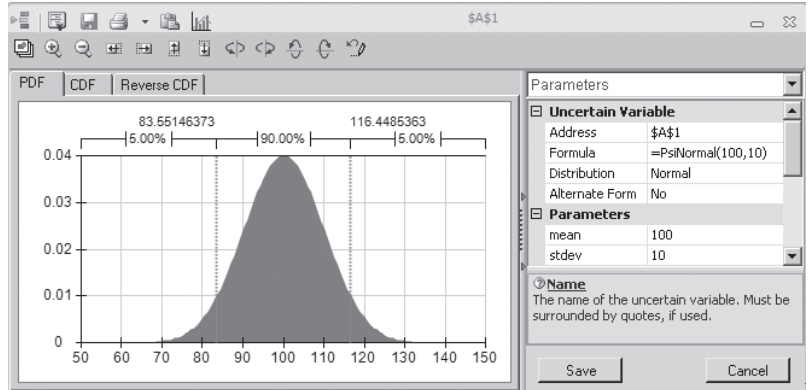 $A$1
PDF CDF Reverse CDF
83.55146373 116.4485363
5.00% 90.00% 5.00%
0.04
0.03
0.02
0.01
0
50 60 70 80 90 100 110 120 130 140 150
Parameters
Uncertain Variable
Address $A$1
Formula =PsiNormal(100,10)
Distribution Normal
Alternate Form No
Parameters
mean 100
stdev 10
Name
The name of the uncertain variable. Must be
surrounded by quotes, if used.
Save Cancel